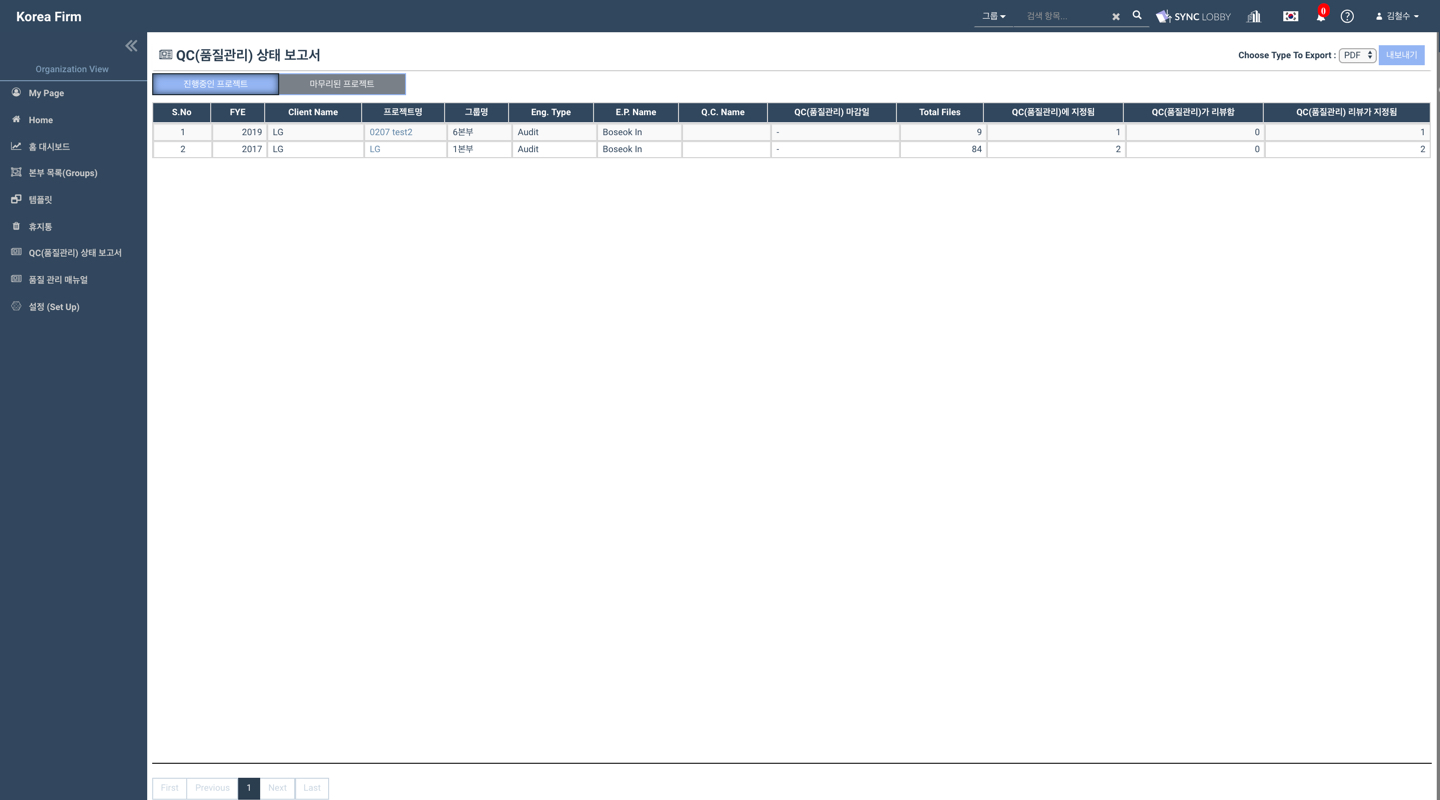 Korea Firm
그룹
검색 항목...
SYNC LOBBY
0
김철수
Organization View
My Page
Home
홈 대시보드
본부 목록(Groups)
템플릿
휴지통
QC(품질관리) 상태 보고서
품질 관리 매뉴얼
설정 (Set Up)
QC(품질관리) 상태 보고서
Choose Type To Export : PDF 내보내기
진행중인 프로젝트 마무리된 프로젝트
S.No FYE Client Name 프로젝트명 그룹명 Eng. Type E.P. Name Q.C. Name QC(품질관리) 마감일 Total Files QC(품질관리)에 지정됨 QC(품질관리)가 리뷰함 QC(품질관리) 리뷰가 지정됨
1 2019 LG 0207 test2 6본부 Audit Boseok In - 9 1 0 1
2 2017 LG LG 1본부 Audit Boseok In - 84 2 0 2
First Previous 1 Next Last